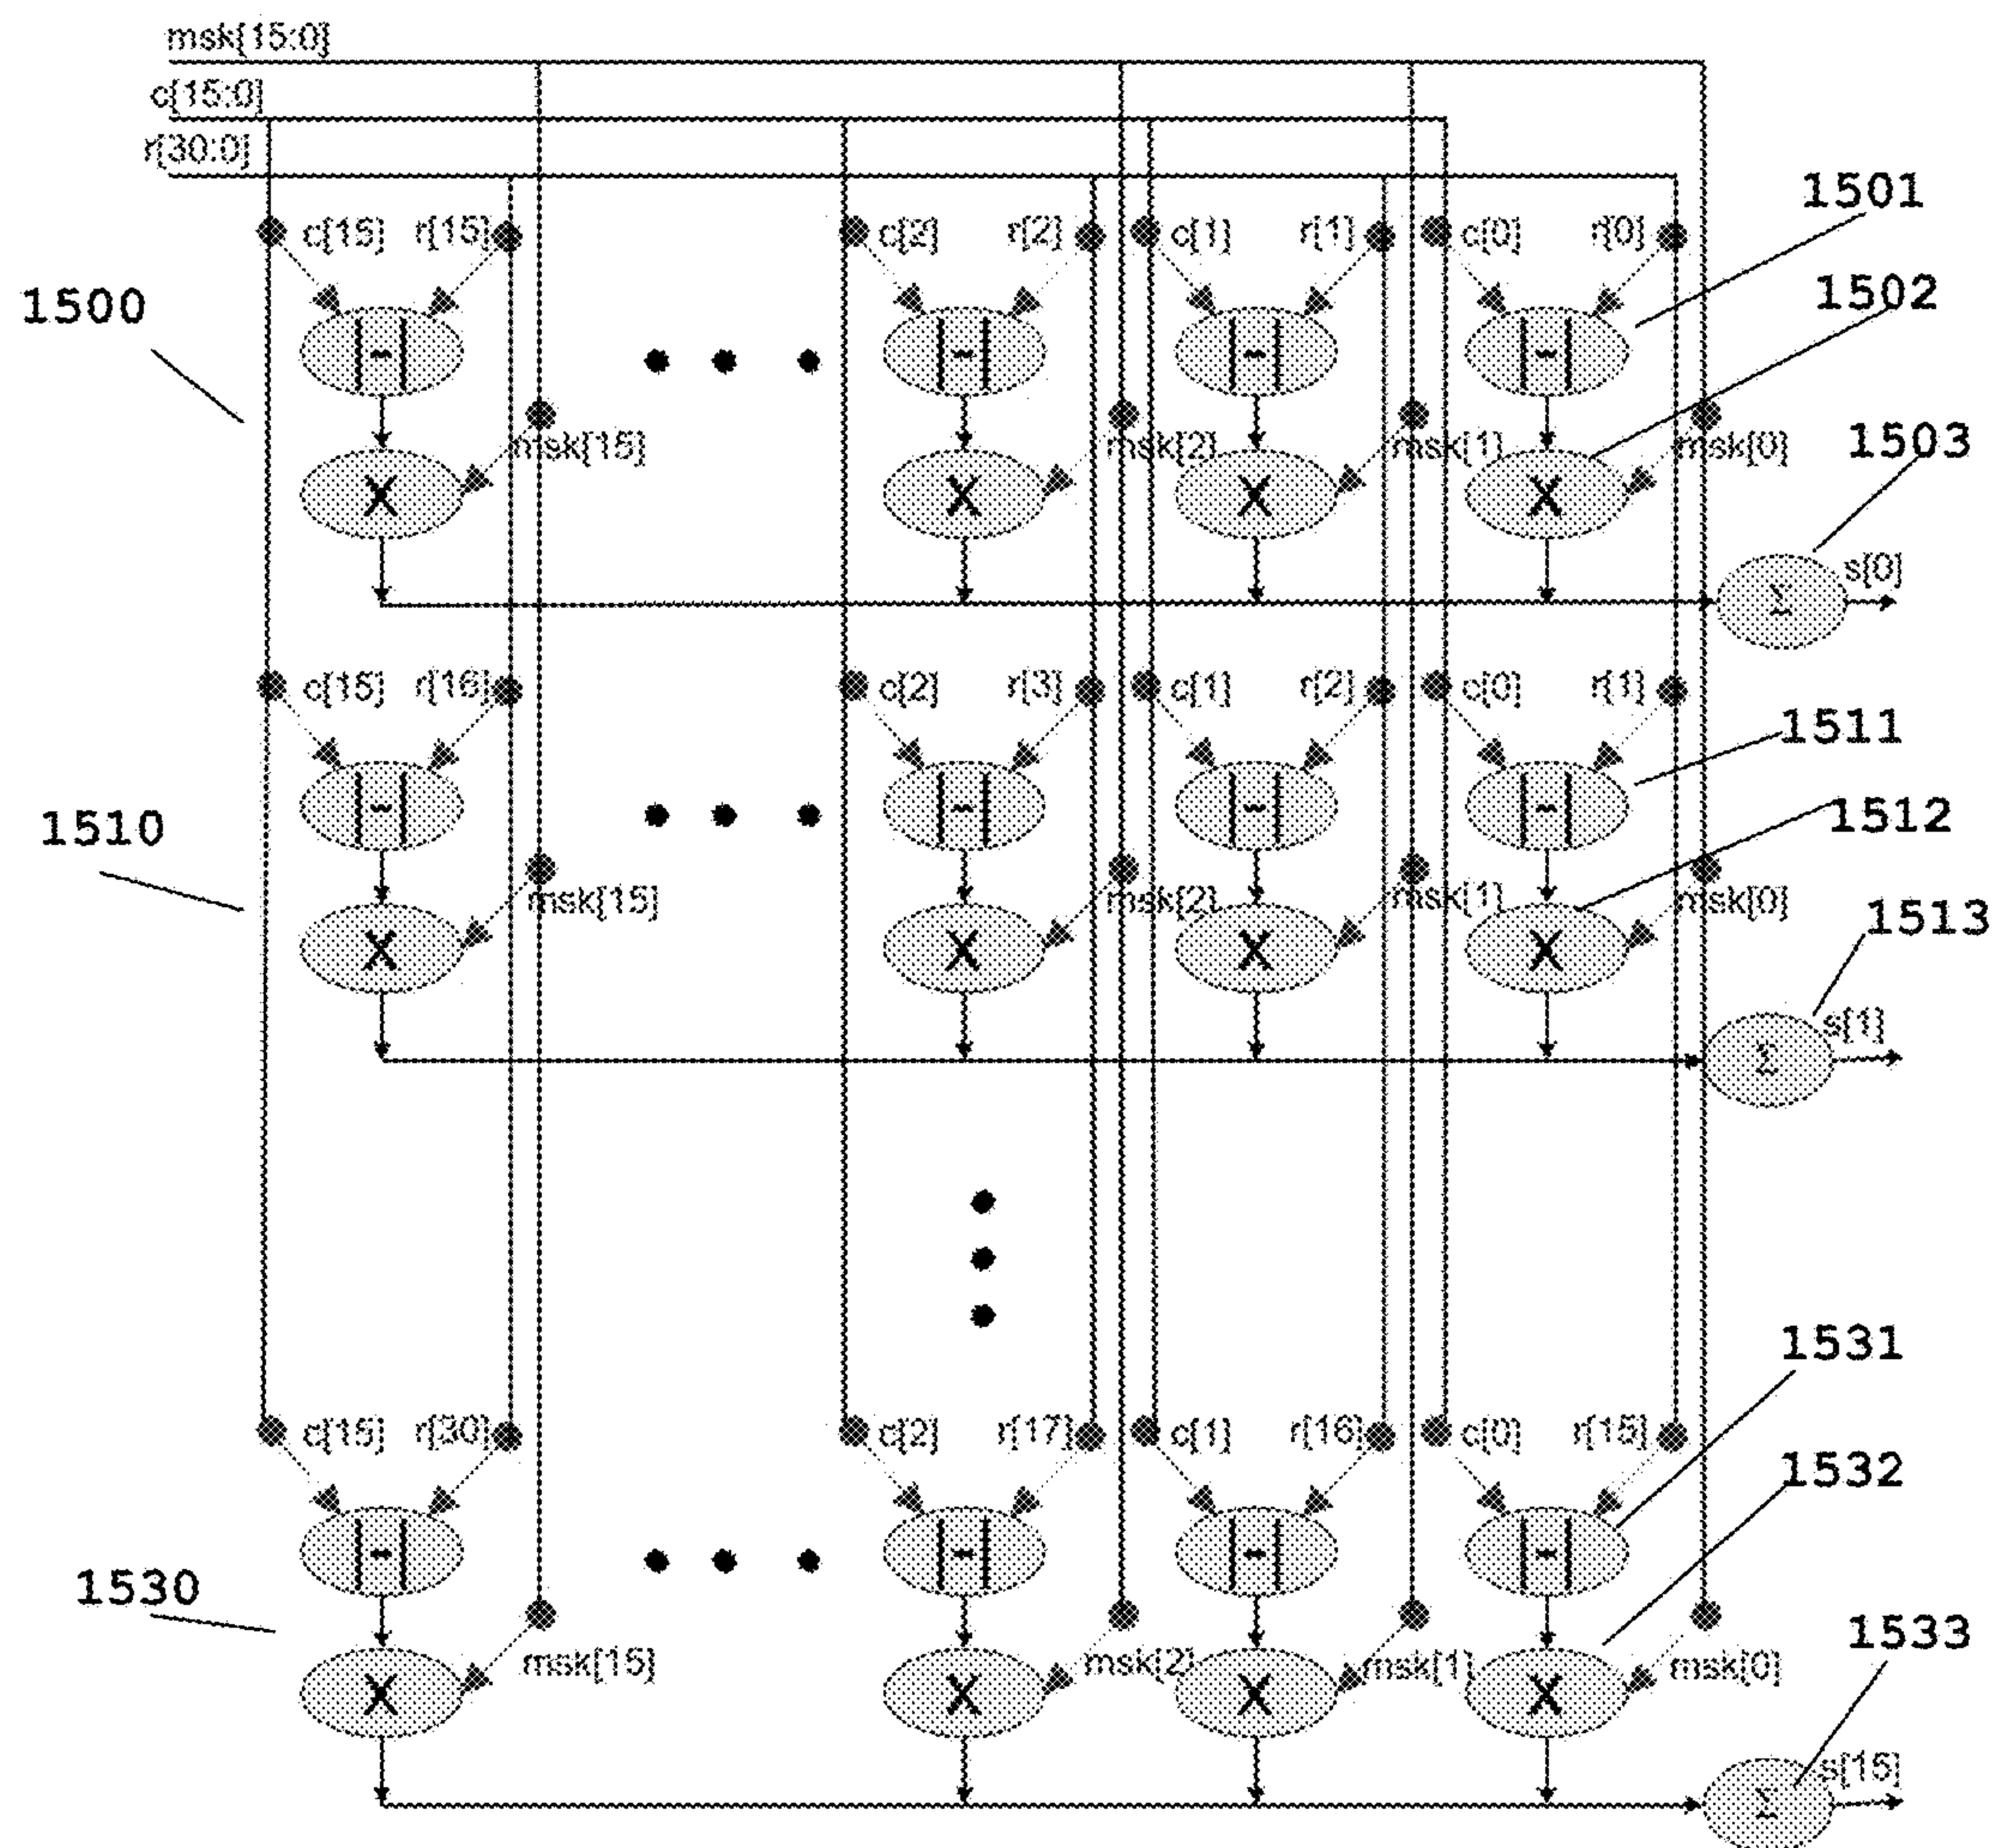 msk[15:0]
c[15:0]
r[30:0]
c[15] r[15] c[2] r[2] c[1] r[1] c[0] r[0] 1501
1500 1502
|-| |-| |-| |-|
msk[15] msk[2] msk[1] msk[0] 1503
X X X X
Σ s[0]
c[15] r[16] c[2] r[3] c[1] r[2] c[0] r[1]
1511
|-| |-| |-| |-|
1510 1512
msk[15] msk[2] msk[1] msk[0] 1513
X X X X
Σ s[1]
1531
c[15] r[30] c[2] r[17] c[1] r[16] c[0] r[15]
1532
|-| |-| |-| |-|
1530 1533
msk[15] msk[2] msk[1] msk[0]
X X X X
Σ s[15]